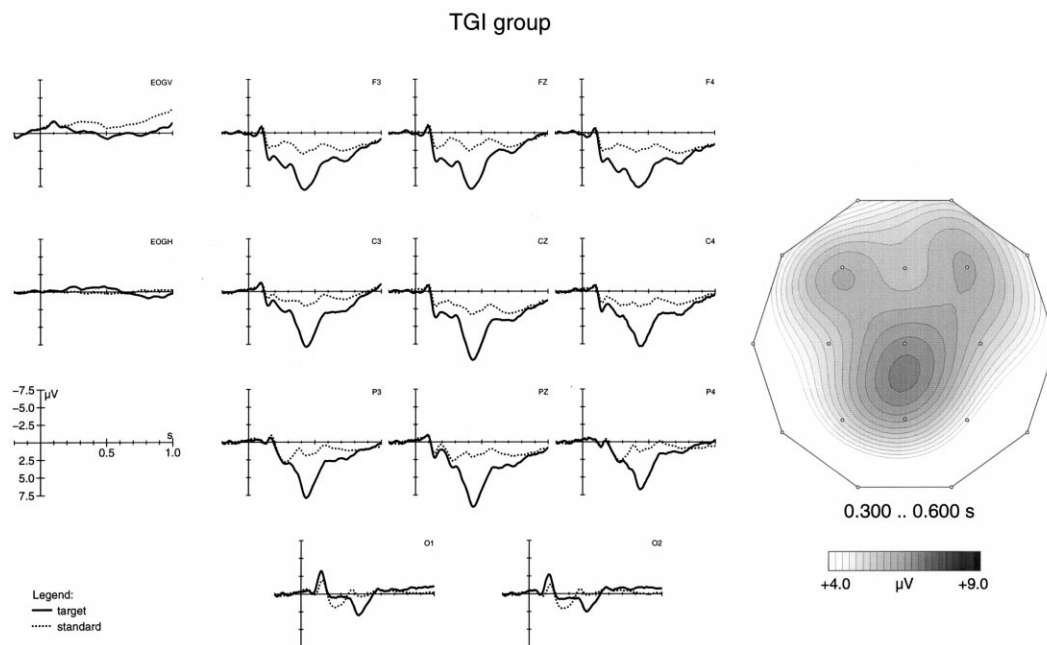 TGI group
EOGV
F3
FZ
F4
EOGH
C3
CZ
C4
−7.5
µV
−5.0
−2.5
s
0.5
1.0
2.5
5.0
7.5
P3
PZ
P4
O1
O2
Legend:
target
standard
0.300 .. 0.600 s
+4.0 µV +9.0